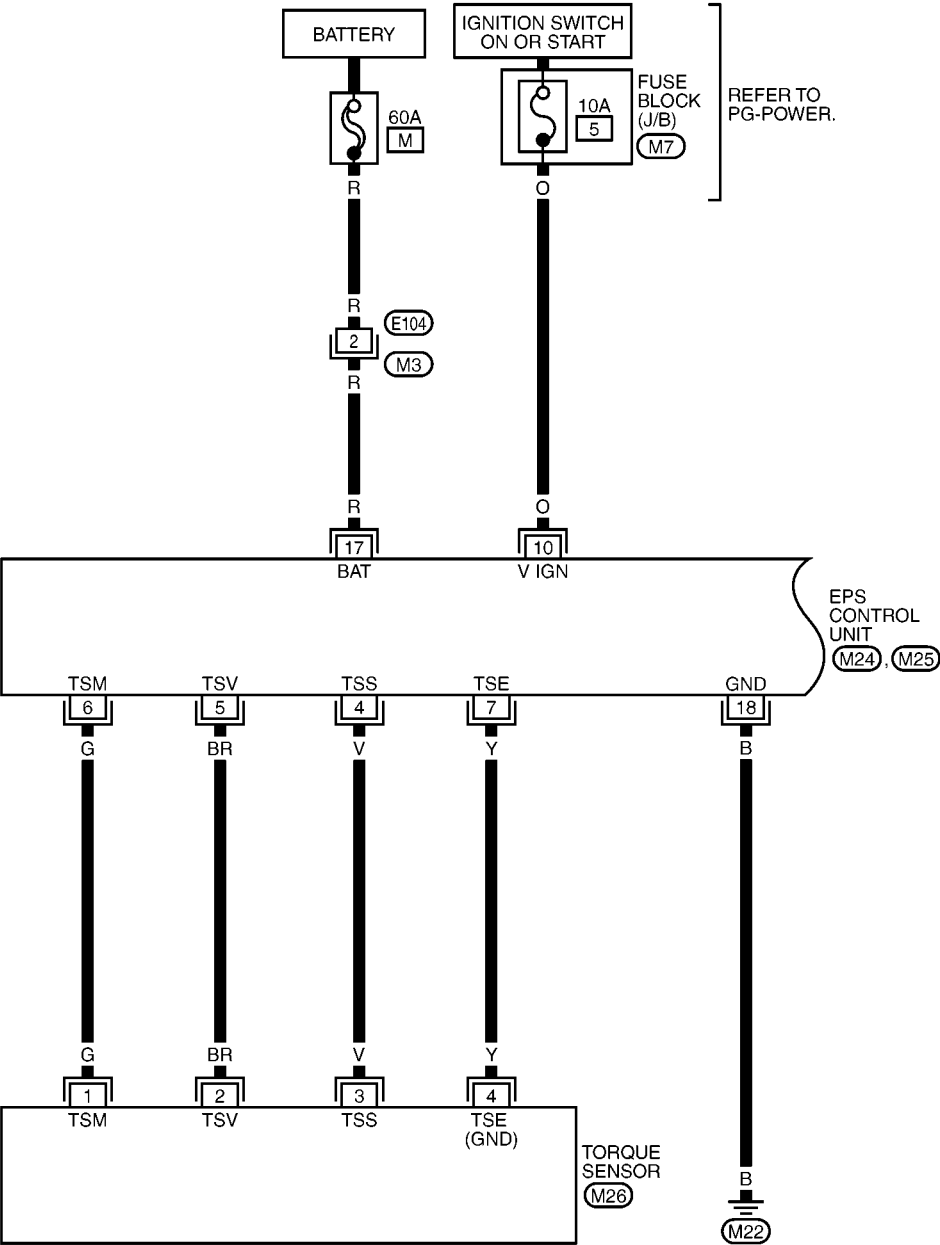 BATTERY
IGNITION SWITCH
ON OR START
60A
M
10A
5
FUSE
BLOCK
(J/B)
M7
REFER TO
PG-POWER.
R
O
R
E104
2
M3
R
R
O
17
10
BAT
V IGN
EPS
CONTROL
UNIT
M24 , M25
TSM
TSV
TSS
TSE
GND
6
5
4
7
18
G
BR
V
Y
B
G
BR
V
Y
1
2
3
4
TSM
TSV
TSS
TSE
(GND)
TORQUE
SENSOR
M26
B
M22